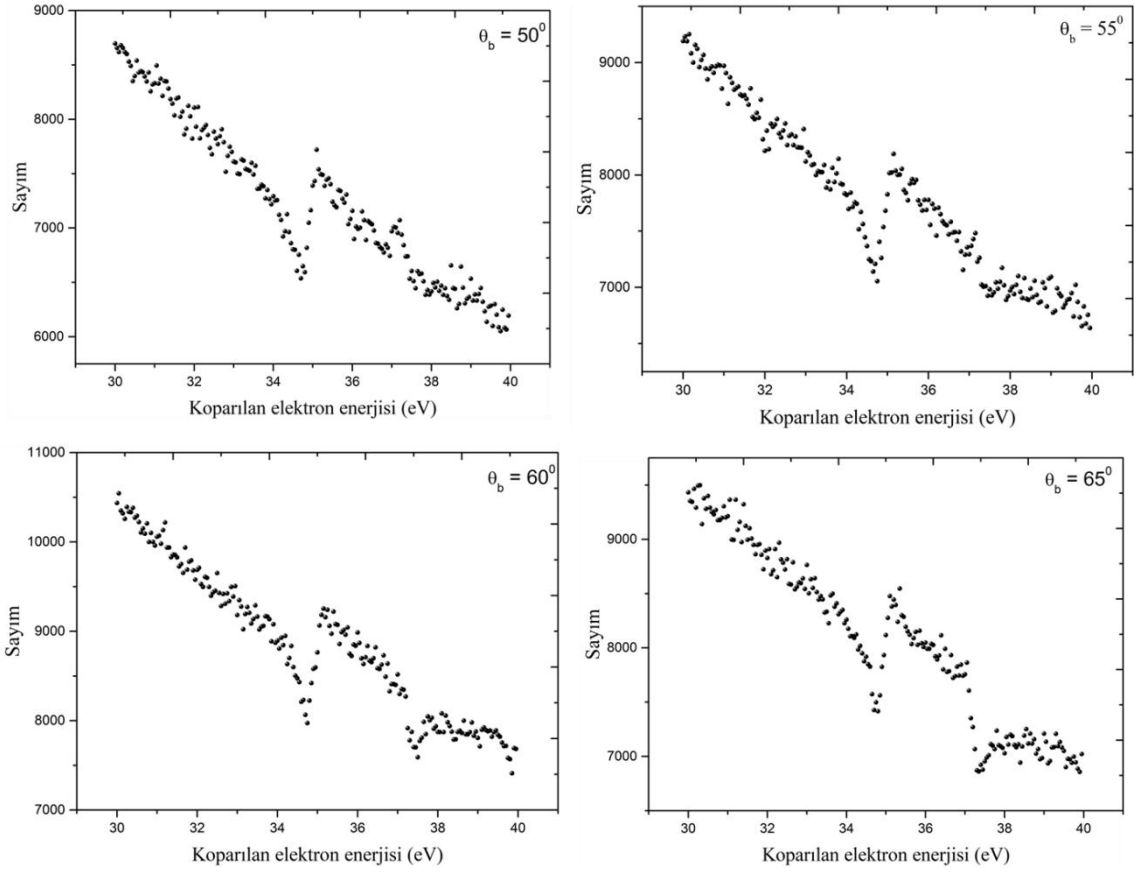 θb = 50⁰
9000
8000
7000
6000
Sayım
30 32 34 36 38 40
Koparılan elektron enerjisi (eV)
θb = 55⁰
9000
8000
7000
Sayım
30 32 34 36 38 40
Koparılan elektron enerjisi (eV)
θb = 60⁰
11000
10000
9000
8000
7000
Sayım
30 32 34 36 38 40
Koparılan elektron enerjisi (eV)
θb = 65⁰
9000
8000
7000
Sayım
30 32 34 36 38 40
Koparılan elektron enerjisi (eV)